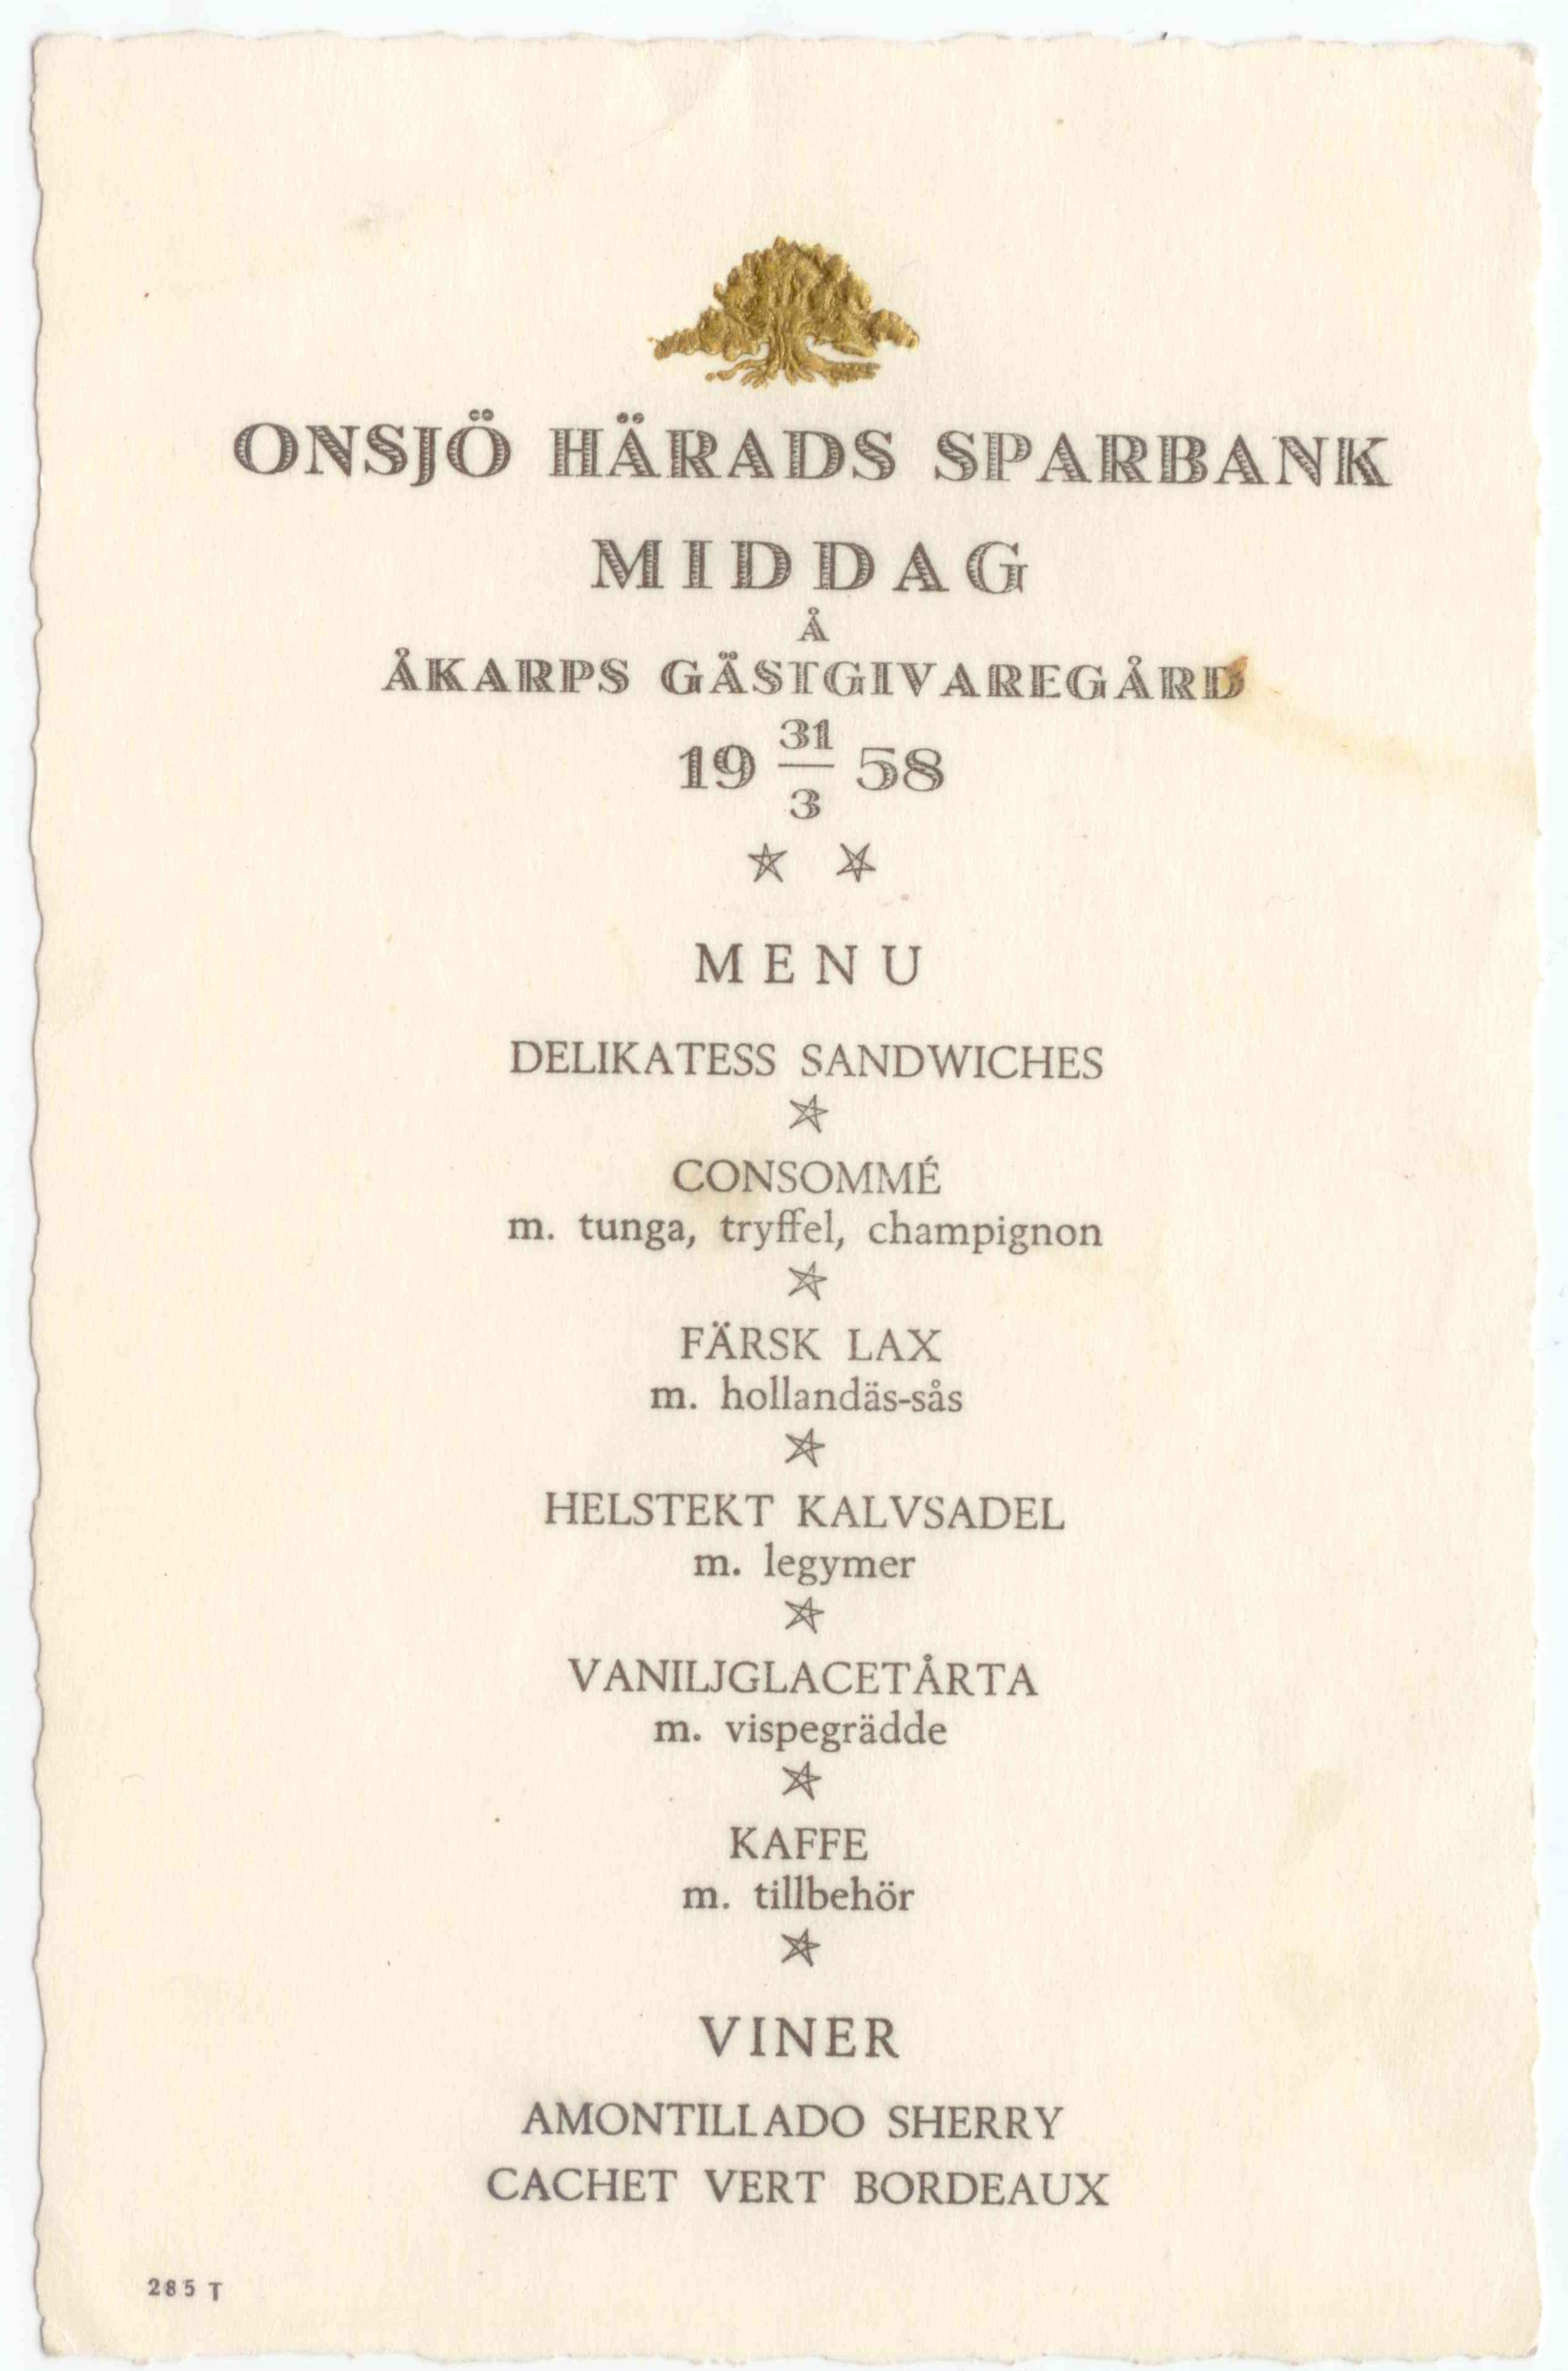 ONSJÖ HÄRADS SPARBANK
MIDDAG
Å
ÅKARPS GÄSTGIVAREGÅRD
19 31/3 58
MENU
DELIKATESS SANDWICHES
CONSOMMÉ
m. tunga, tryffel, champignon
FÄRSK LAX
m. hollandäs-sås
HELSTEKT KALVSADEL
m. legymer
VANILJGLACETÅRTA
m. vispegrädde
KAFFE
m. tillbehör
VINER
AMONTILLADO SHERRY
CACHET VERT BORDEAUX
285 T